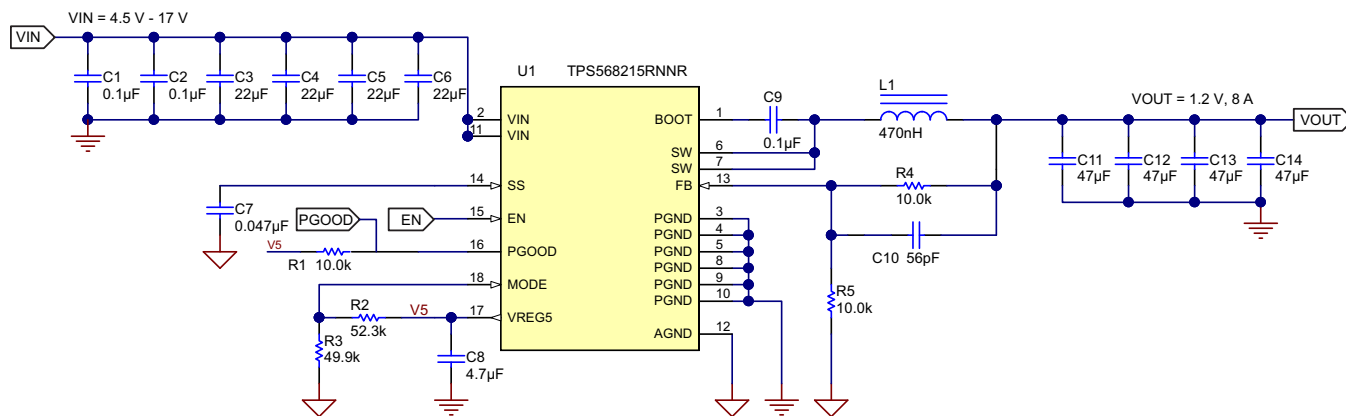 VIN = 4.5 V - 17 V
VIN
C1
0.1µF
C2
0.1µF
C3
22µF
C4
22µF
C5
22µF
C6
22µF
U1 TPS568215RNNR
2 VIN
11 VIN
14 SS
15 EN
16 PGOOD
18 MODE
17 VREG5
BOOT 1
SW 6
SW 7
FB 13
PGND 3
PGND 4
PGND 5
PGND 8
PGND 9
PGND 10
AGND 12
C7
0.047µF
PGOOD
EN
V5
R1 10.0k
R2
52.3k
V5
R3
49.9k
C8
4.7µF
C9
0.1µF
L1
470nH
R4
10.0k
C10 56pF
R5
10.0k
VOUT = 1.2 V, 8 A
VOUT
C11
47µF
C12
47µF
C13
47µF
C14
47µF